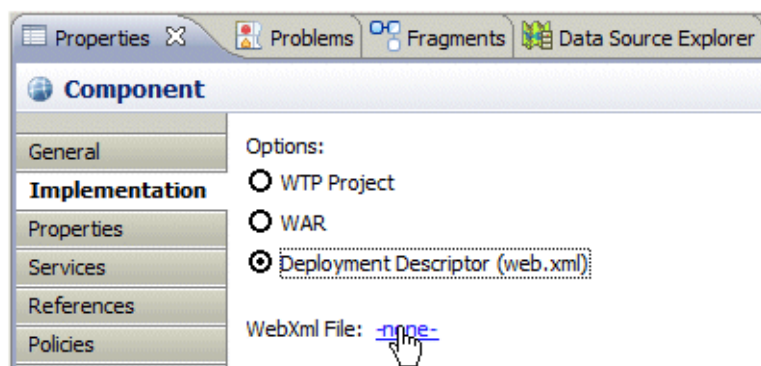 Properties Problems Fragments Data Source Explorer
Component
General
Implementation
Properties
Services
References
Policies
Options:
WTP Project
WAR
Deployment Descriptor (web.xml)
WebXml File: -none-